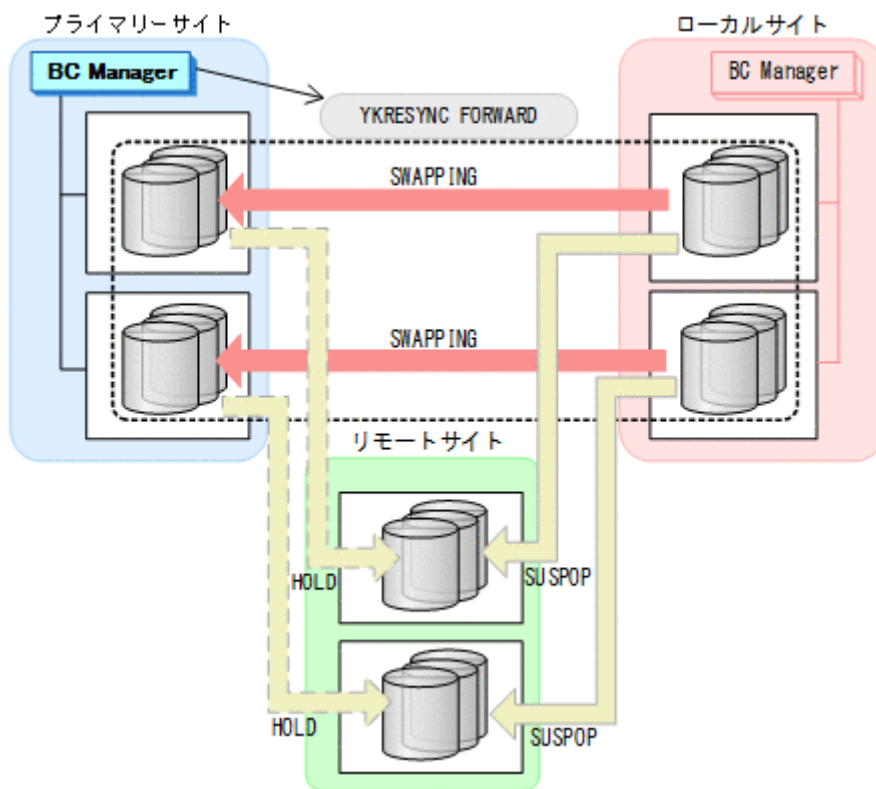 プライマリーサイト
ローカルサイト
BC Manager
BC Manager
YKRESYNC FORWARD
SWAPPING
SWAPPING
リモートサイト
HOLD
SUSPOP
HOLD
SUSPOP